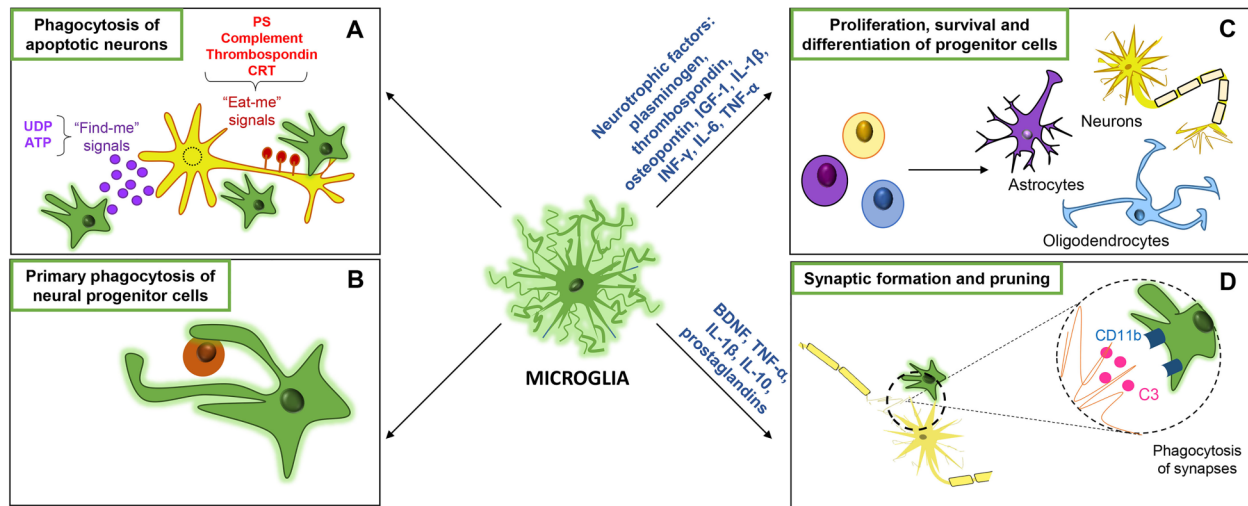 Phagocytosis of
apoptotic neurons
A
PS
Complement
Thrombospondin
CRT
"Eat-me"
signals
UDP
ATP
"Find-me"
signals
Primary phagocytosis of
neural progenitor cells
B
MICROGLIA
Neurotrophic factors:
plasminogen,
thrombospondin,
osteopontin, IGF-1, IL-1β,
INF-γ, IL-6, TNF-α
BDNF, TNF-α,
IL-1β, IL-10,
prostaglandins
Proliferation, survival and
differentiation of progenitor cells
C
Neurons
Astrocytes
Oligodendrocytes
Synaptic formation and pruning
D
CD11b
C3
Phagocytosis
of synapses